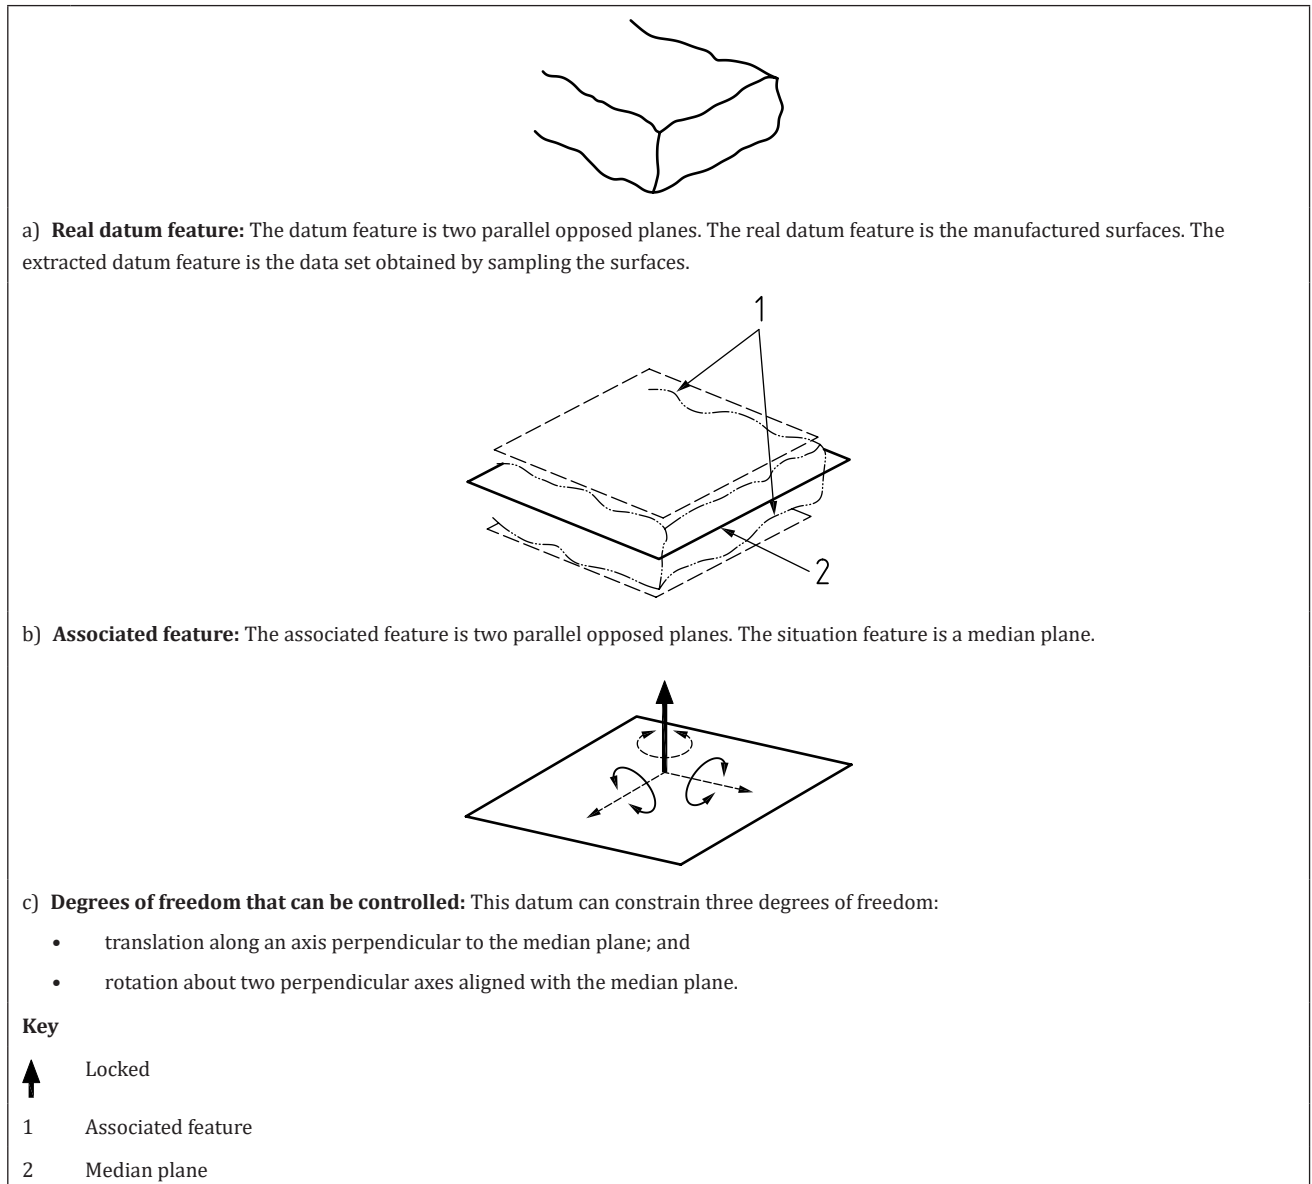 a) Real datum feature: The datum feature is two parallel opposed planes. The real datum feature is the manufactured surfaces. The
extracted datum feature is the data set obtained by sampling the surfaces.
1
2
b) Associated feature: The associated feature is two parallel opposed planes. The situation feature is a median plane.
c) Degrees of freedom that can be controlled: This datum can constrain three degrees of freedom:
• translation along an axis perpendicular to the median plane; and
• rotation about two perpendicular axes aligned with the median plane.
Key
Locked
1 Associated feature
2 Median plane